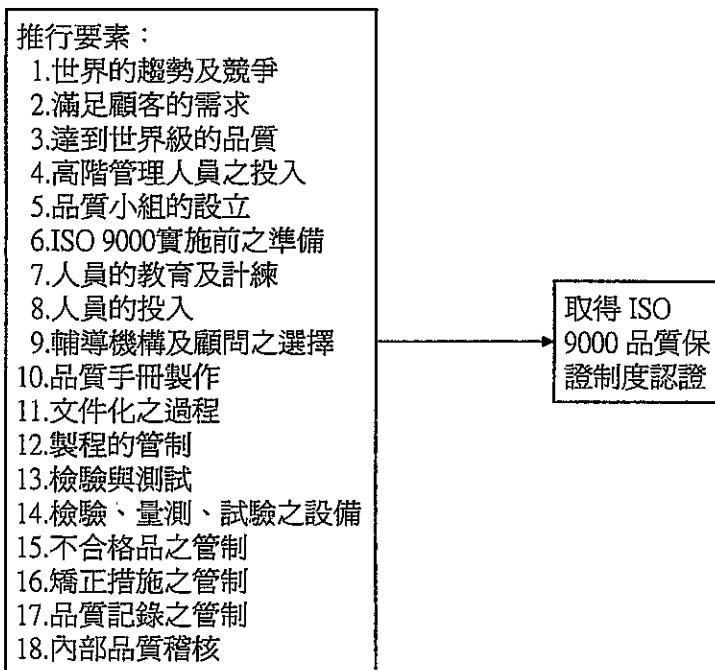 推行要素：
1.世界的趨勢及競爭
2.滿足顧客的需求
3.達到世界級的品質
4.高階管理人員之投入
5.品質小組的設立
6.ISO 9000實施前之準備
7.人員的教育及計練
8.人員的投入
9.輔導機構及顧問之選擇
10.品質手冊製作
11.文件化之過程
12.製程的管制
13.檢驗與測試
14.檢驗、量測、試驗之設備
15.不合格品之管制
16.矯正措施之管制
17.品質記錄之管制
18.內部品質稽核
取得 ISO
9000 品質保
證制度認證